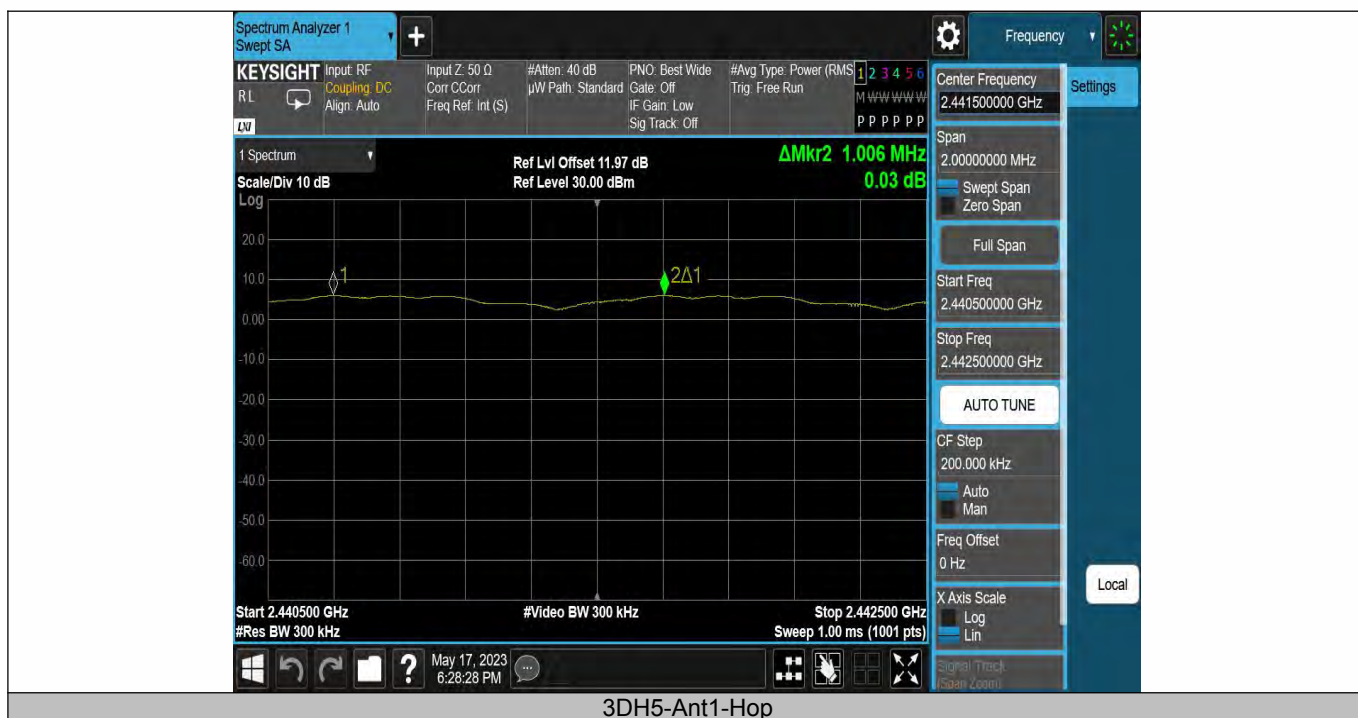 Spectrum Analyzer 1
Swept SA
+
Frequency
KEYSIGHT
Input: RF
Input Z: 50 Ω
#Atten: 40 dB
PNO: Best Wide
#Avg Type: Power (RMS
1 2 3 4 5 6
R L
Coupling: DC
Corr CCorr
µW Path: Standard
Gate: Off
Trig: Free Run
Align: Auto
Freq Ref: Int (S)
IF Gain: Low
M W W W W W
LXI
Sig Track: Off
P P P P P P
1 Spectrum
Ref Lvl Offset 11.97 dB
ΔMkr2 1.006 MHz
Scale/Div 10 dB
Ref Level 30.00 dBm
0.03 dB
Log
20.0
10.0
0.00
-10.0
-20.0
-30.0
-40.0
-50.0
-60.0
1
2Δ1
Start 2.440500 GHz
#Video BW 300 kHz
Stop 2.442500 GHz
#Res BW 300 kHz
Sweep 1.00 ms (1001 pts)
Center Frequency
2.441500000 GHz
Settings
Span
2.00000000 MHz
Swept Span
Zero Span
Full Span
Start Freq
2.440500000 GHz
Stop Freq
2.442500000 GHz
AUTO TUNE
CF Step
200.000 kHz
Auto
Man
Freq Offset
0 Hz
X Axis Scale
Log
Lin
Local
Signal Track
(Span Zoom)
?
May 17, 2023
6:28:28 PM
3DH5-Ant1-Hop